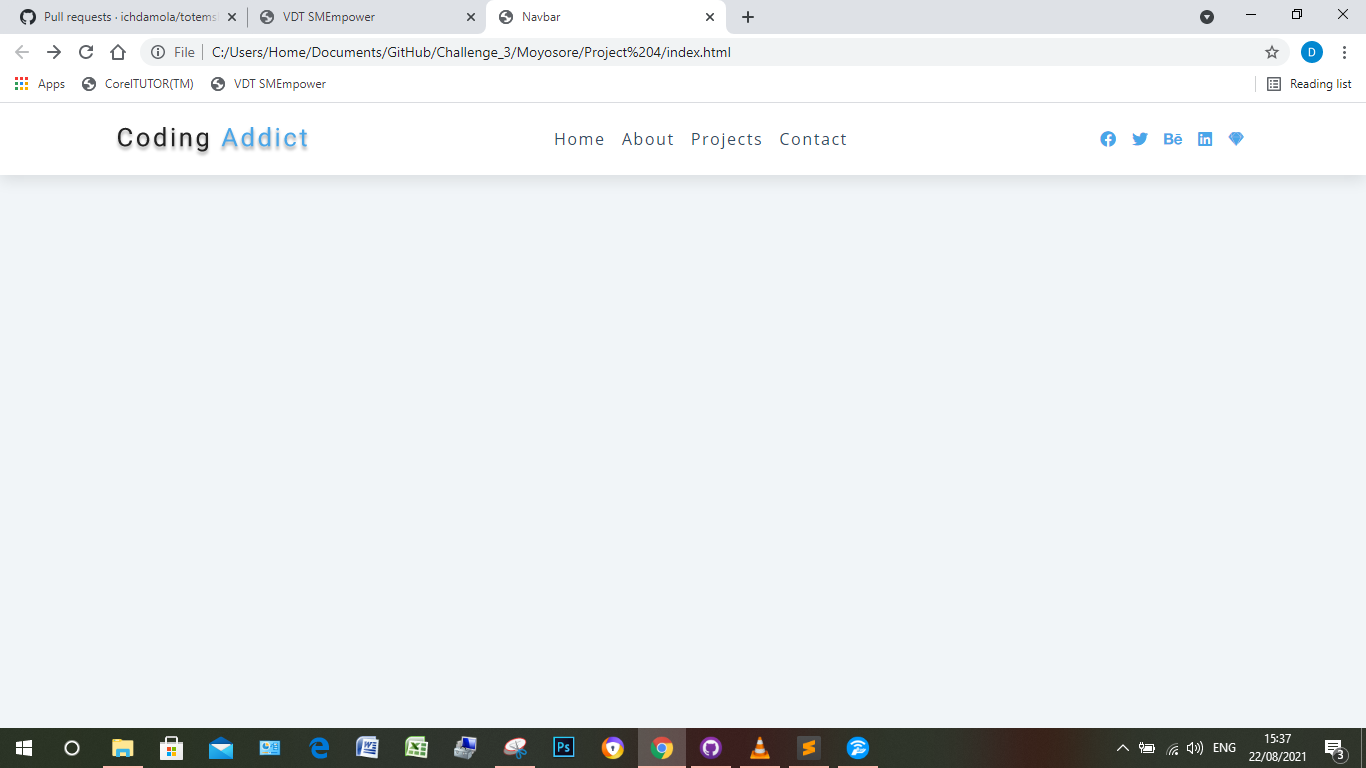 Pull requests · ichdamola/totems
VDT SMEmpower
Navbar
File
C:/Users/Home/Documents/GitHub/Challenge_3/Moyosore/Project%204/index.html
D
Apps
CorelTUTOR(TM)
VDT SMEmpower
Reading list
Coding Addict
Home About Projects Contact
Bē
in
Ps
ENG
15:37
22/08/2021
3